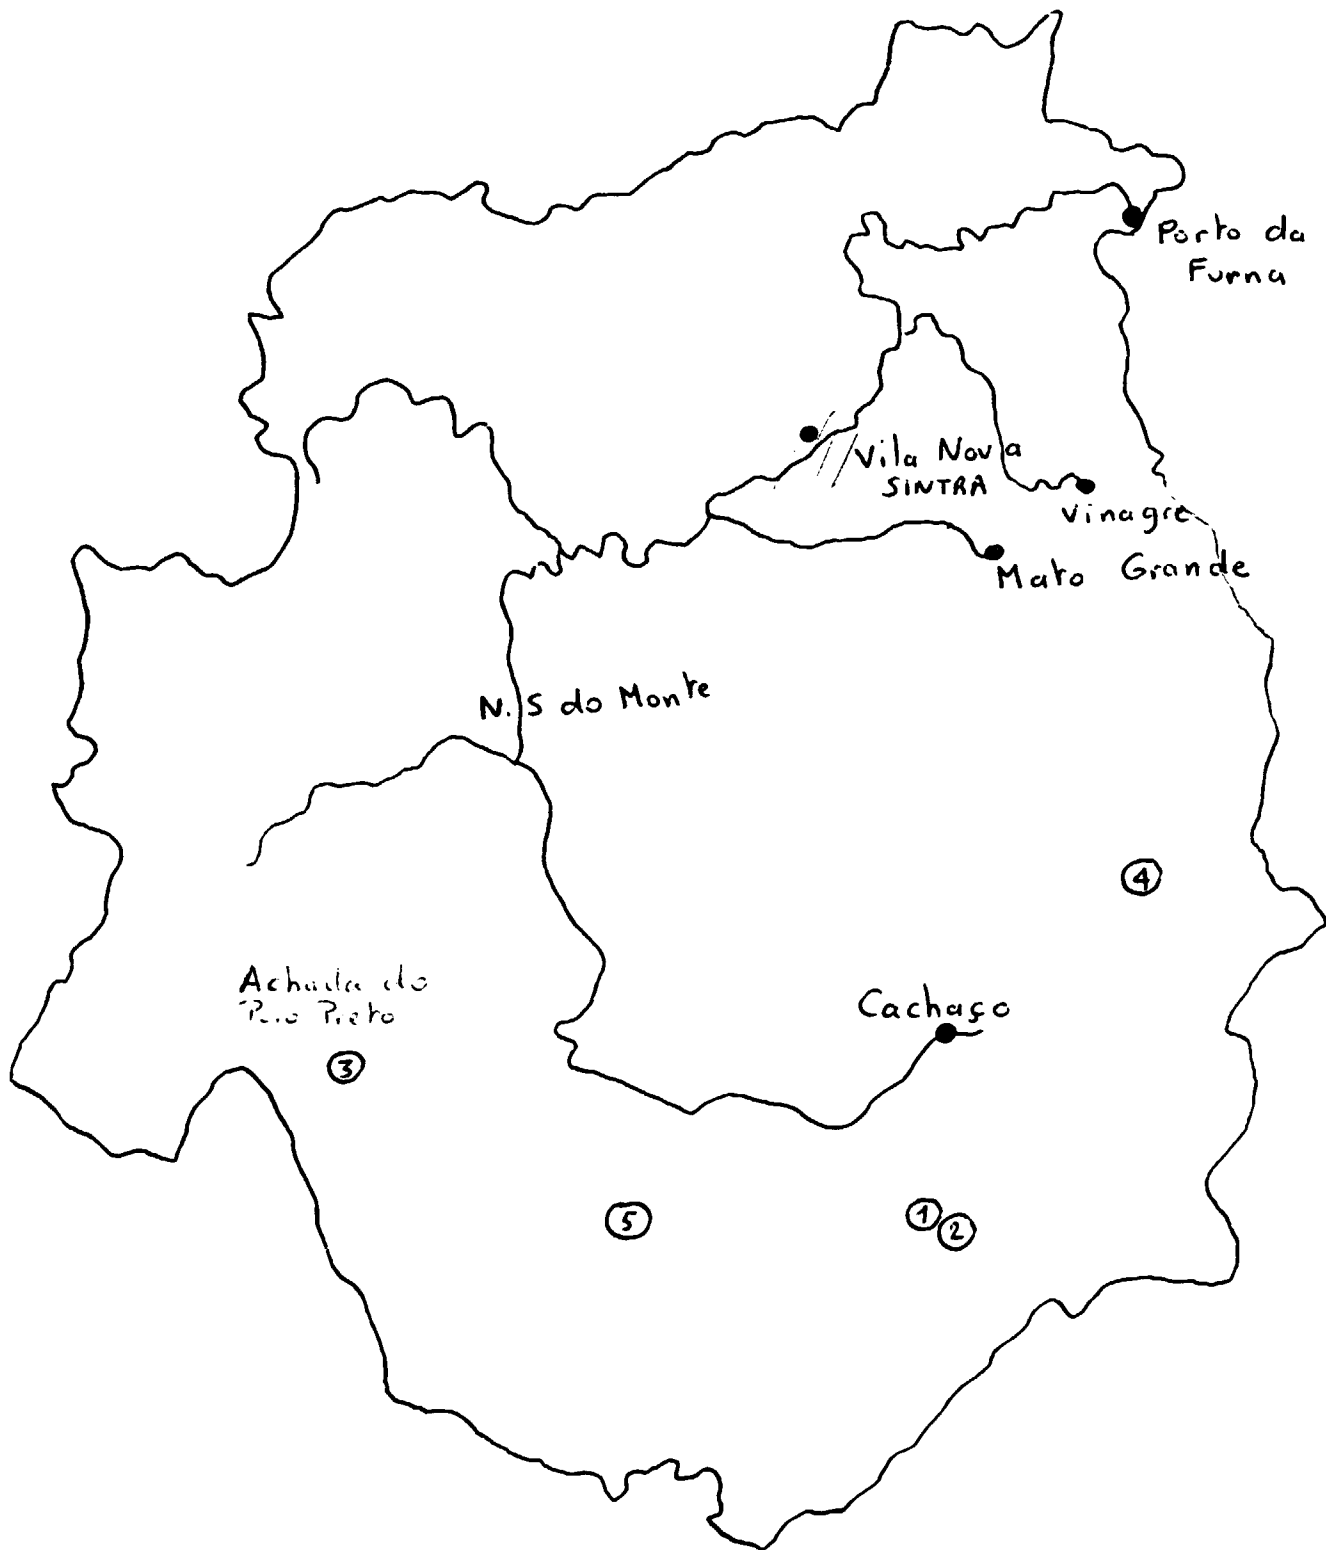 Porto da
Furna
Vila Nova
SINTRA
Vinagre
Mato Grande
N. S do Monte
4
Achada do
Preto
Cachaço
3
5
1
2